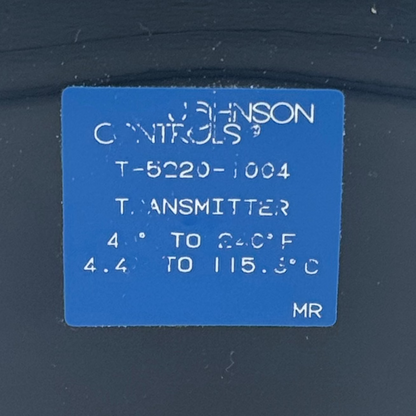 JOHNSON
CONTROLS®
T-5220-1004
TRANSMITTER
40° TO 240°F
4.4° TO 115.6°C
MR